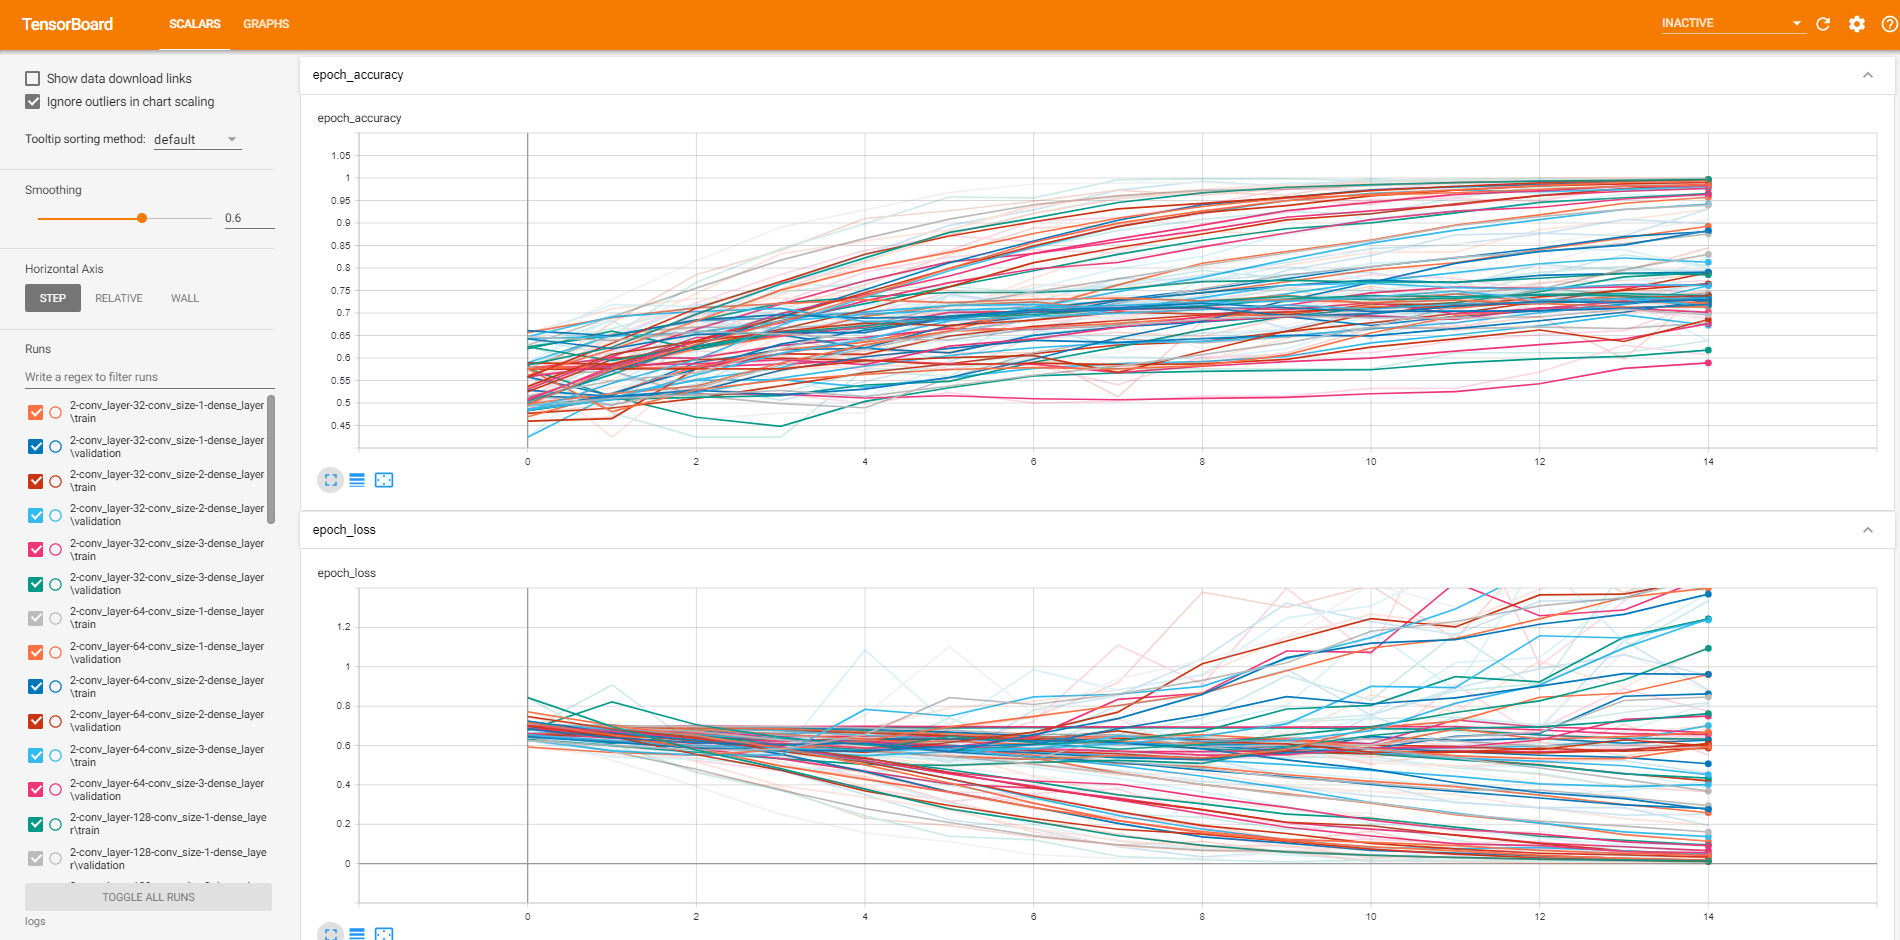 TensorBoard
SCALARS
GRAPHS
INACTIVE
Show data download links
Ignore outliers in chart scaling
Tooltip sorting method: default
Smoothing
0.6
Horizontal Axis
STEP
RELATIVE
WALL
Runs
Write a regex to filter runs
2-conv_layer-32-conv_size-1-dense_layer
\train
2-conv_layer-32-conv_size-1-dense_layer
\validation
2-conv_layer-32-conv_size-2-dense_layer
\train
2-conv_layer-32-conv_size-2-dense_layer
\validation
2-conv_layer-32-conv_size-3-dense_layer
\train
2-conv_layer-32-conv_size-3-dense_layer
\validation
2-conv_layer-64-conv_size-1-dense_layer
\train
2-conv_layer-64-conv_size-1-dense_layer
\validation
2-conv_layer-64-conv_size-2-dense_layer
\train
2-conv_layer-64-conv_size-2-dense_layer
\validation
2-conv_layer-64-conv_size-3-dense_layer
\train
2-conv_layer-64-conv_size-3-dense_layer
\validation
2-conv_layer-128-conv_size-1-dense_laye
r\train
2-conv_layer-128-conv_size-1-dense_laye
r\validation
TOGGLE ALL RUNS
logs
epoch_accuracy
epoch_accuracy
1.05
1
0.95
0.9
0.85
0.8
0.75
0.7
0.65
0.6
0.55
0.5
0.45
0 2 4 6 8 10 12 14
epoch_loss
epoch_loss
1.2
1
0.8
0.6
0.4
0.2
0
0 2 4 6 8 10 12 14